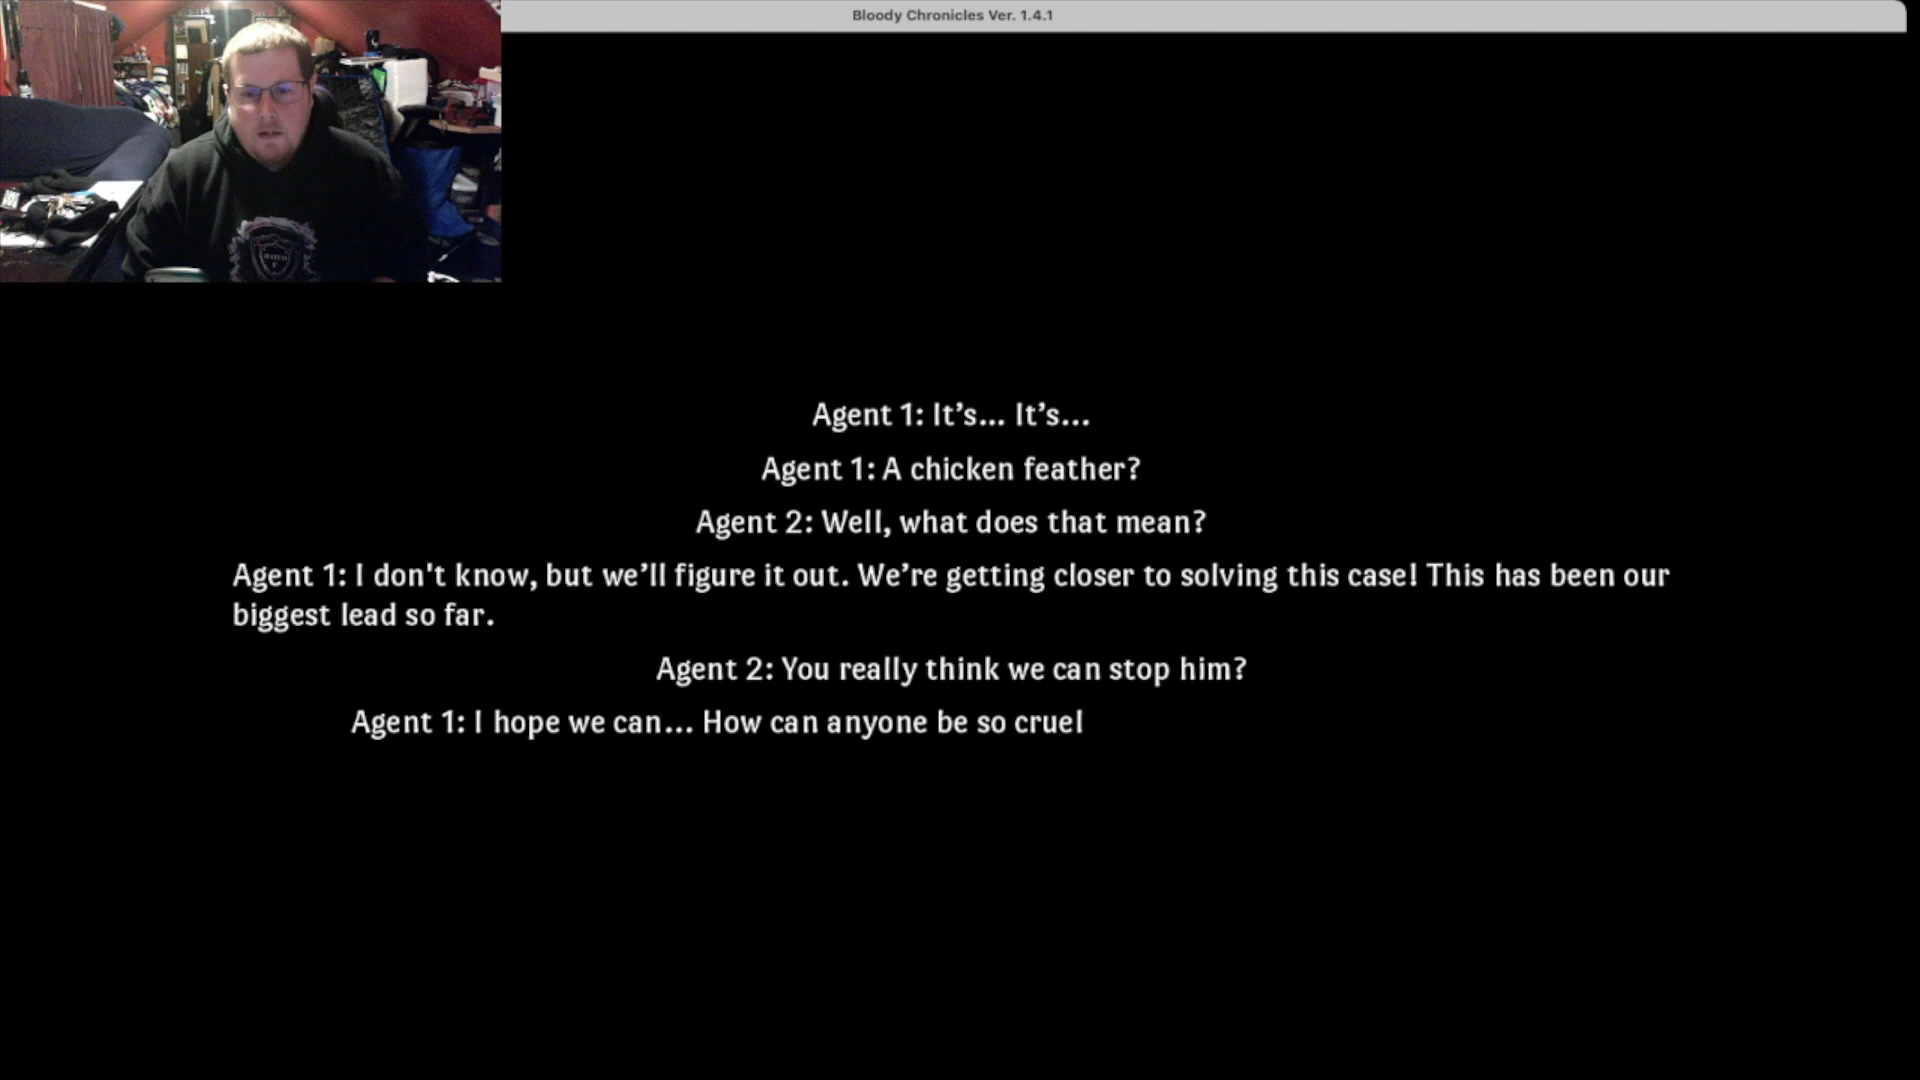 Bloody Chronicles Ver. 1.4.1
Agent 1: It’s... It’s...
Agent 1: A chicken feather?
Agent 2: Well, what does that mean?
Agent 1: I don't know, but we’ll figure it out. We’re getting closer to solving this case! This has been our
biggest lead so far.
Agent 2: You really think we can stop him?
Agent 1: I hope we can... How can anyone be so cruel